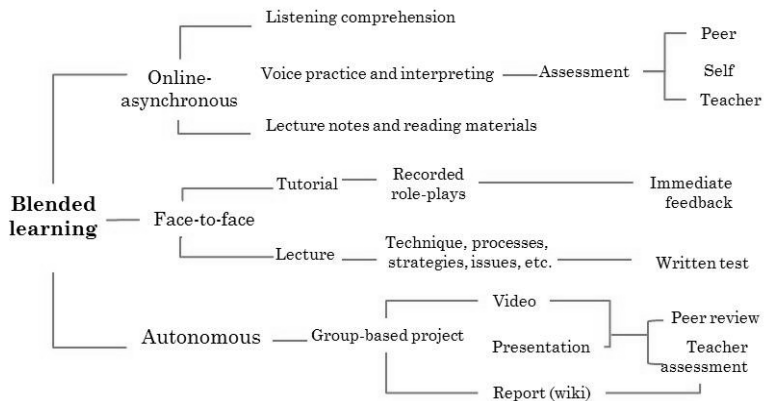 Listening comprehension
Peer
Online-
asynchronous
Voice practice and interpreting
Assessment
Self
Teacher
Lecture notes and reading materials
Blended
learning
Face-to-face
Tutorial
Recorded
role-plays
Immediate
feedback
Lecture
Technique, processes,
strategies, issues, etc.
Written test
Autonomous
Group-based project
Video
Presentation
Report (wiki)
Peer review
Teacher
assessment